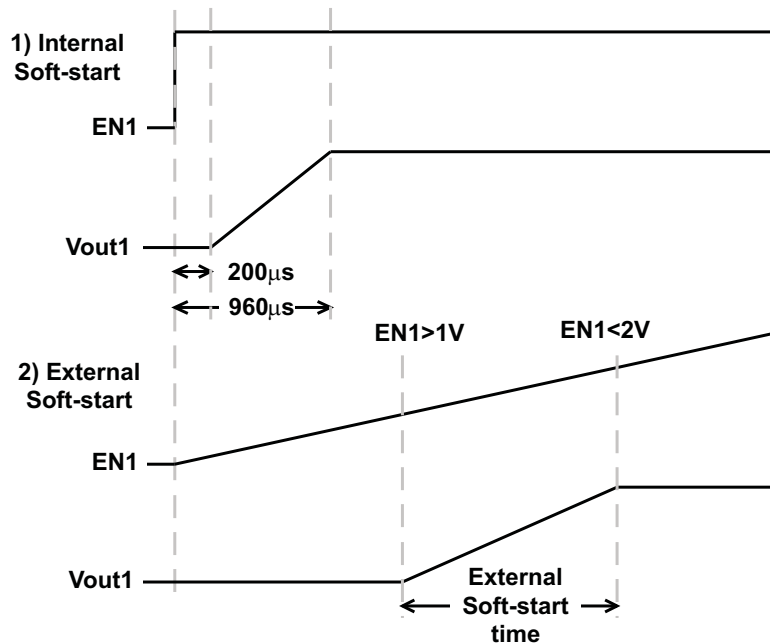 1) Internal
Soft-start
EN1
Vout1
200μs
960μs
EN1>1V
EN1<2V
2) External
Soft-start
EN1
Vout1
External
Soft-start
time